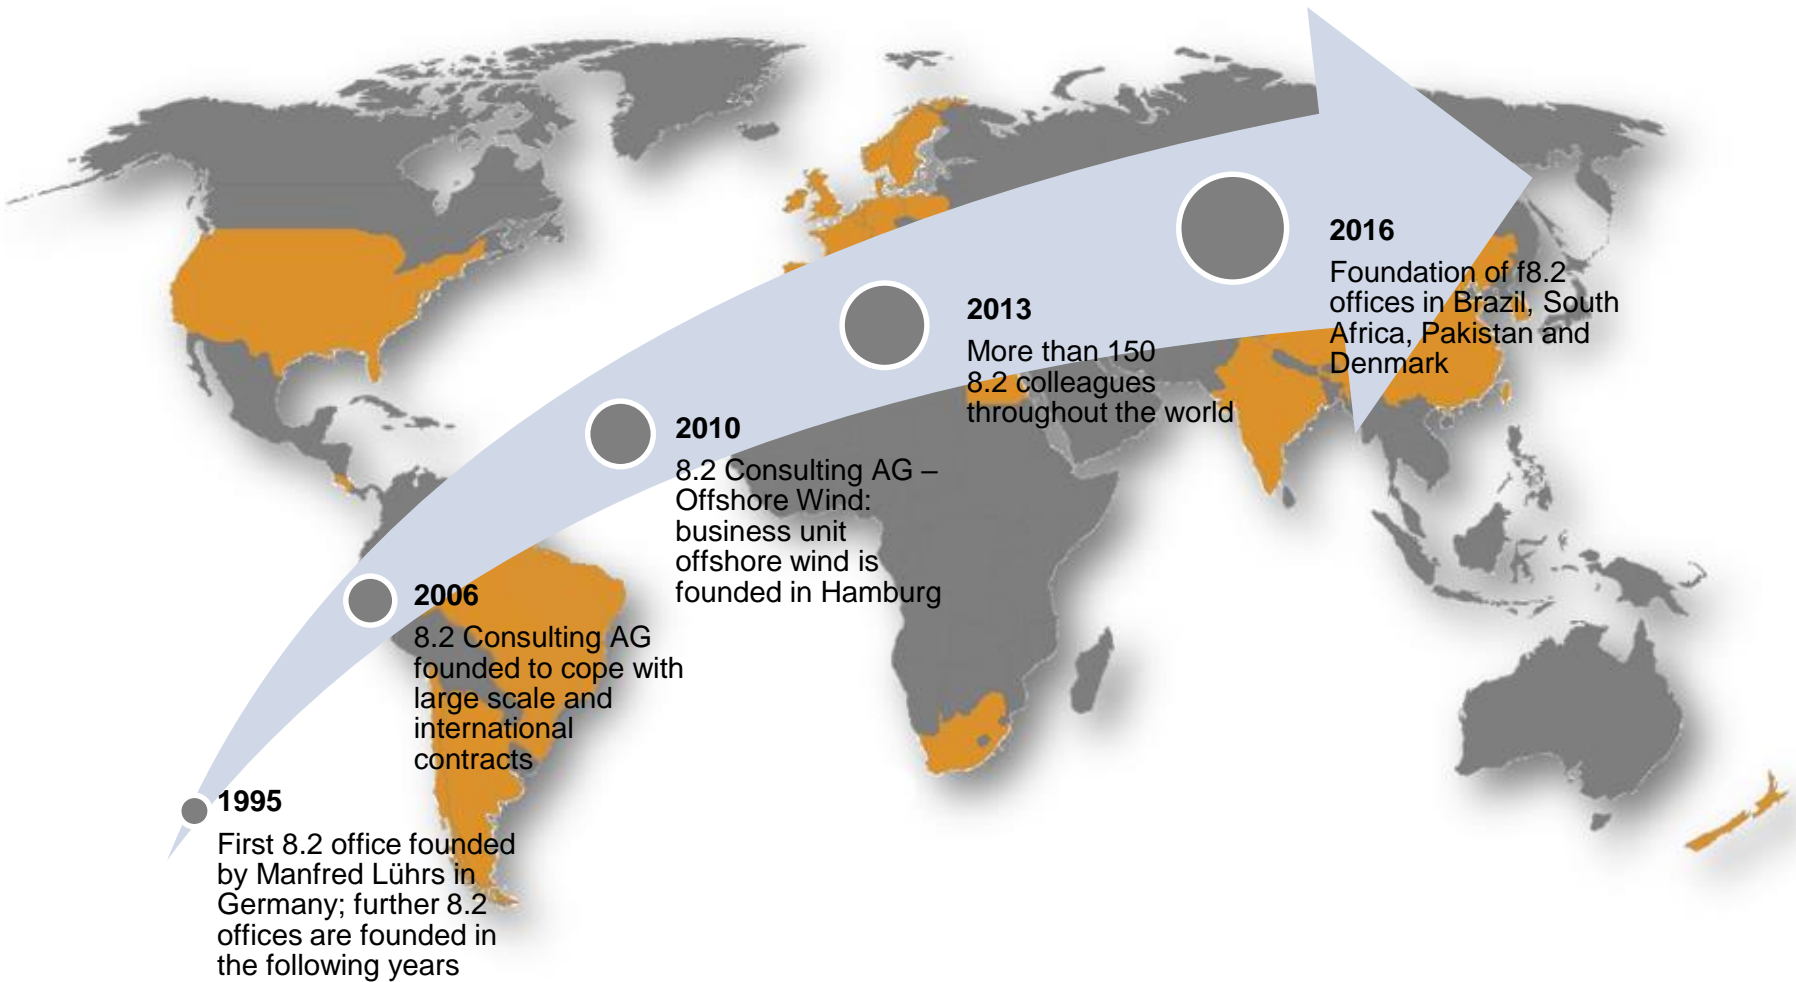 1995
First 8.2 office founded
by Manfred Lührs in
Germany; further 8.2
offices are founded in
the following years
2006
8.2 Consulting AG
founded to cope with
large scale and
international
contracts
2010
8.2 Consulting AG –
Offshore Wind:
business unit
offshore wind is
founded in Hamburg
2013
More than 150
8.2 colleagues
throughout the world
2016
Foundation of f8.2
offices in Brazil, South
Africa, Pakistan and
Denmark